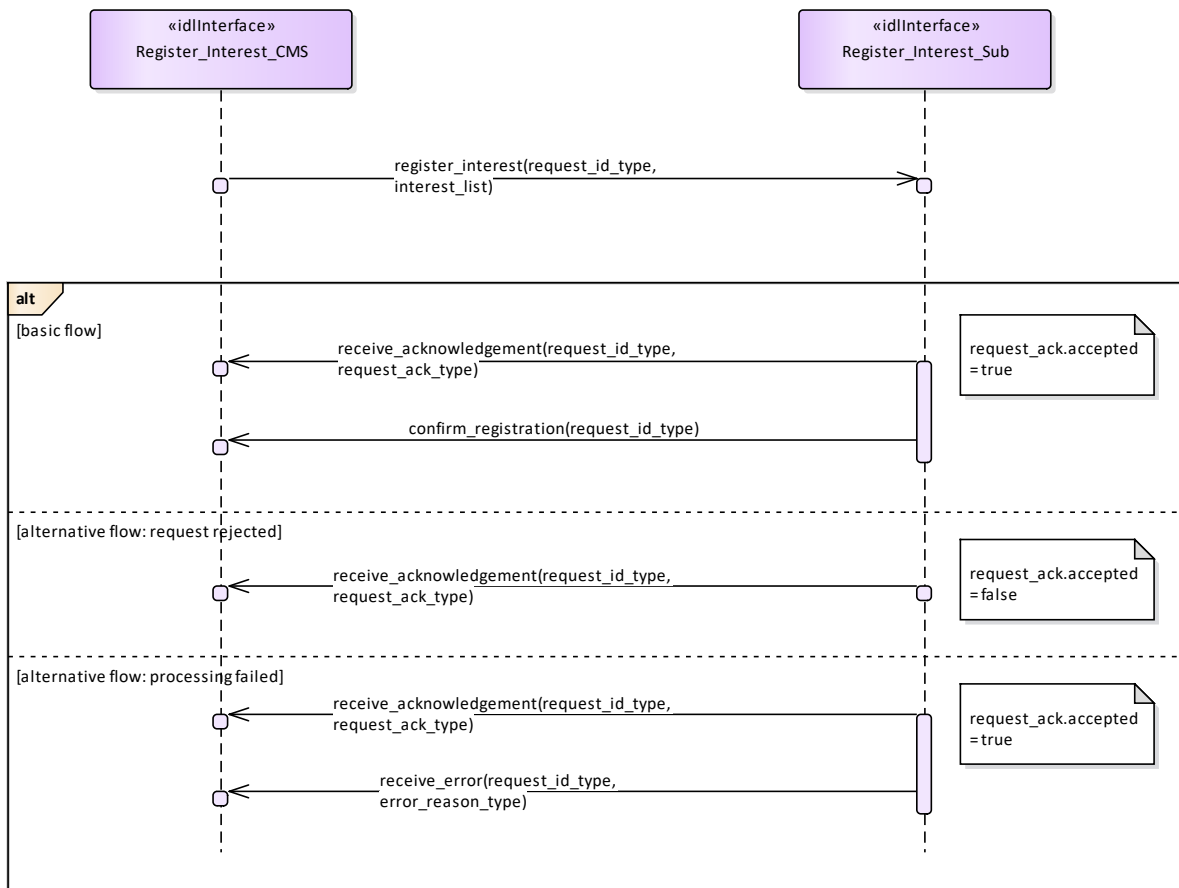 «idlInterface»
Register_Interest_CMS
«idlInterface»
Register_Interest_Sub
register_interest(request_id_type,
interest_list)
alt
[basic flow]
receive_acknowledgement(request_id_type,
request_ack_type)
request_ack.accepted
=true
confirm_registration(request_id_type)
[alternative flow: request rejected]
receive_acknowledgement(request_id_type,
request_ack_type)
request_ack.accepted
=false
[alternative flow: processing failed]
receive_acknowledgement(request_id_type,
request_ack_type)
request_ack.accepted
=true
receive_error(request_id_type,
error_reason_type)